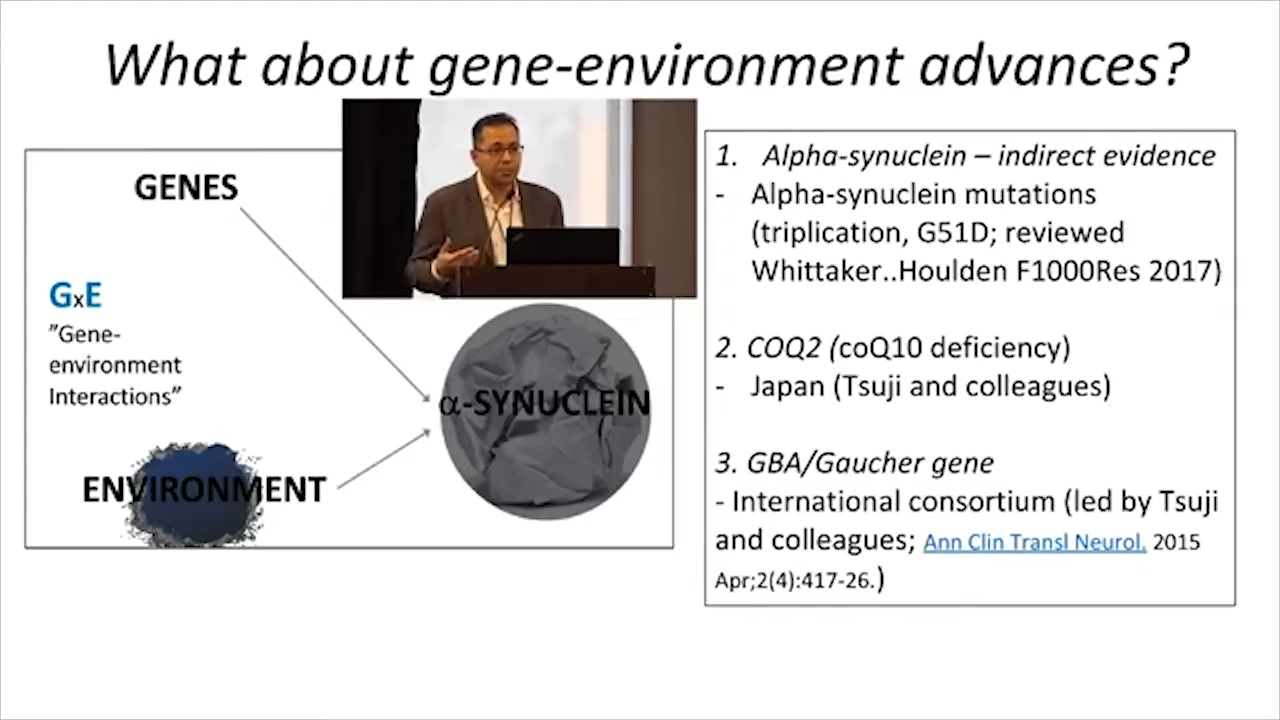 What about gene-environment advances?
GENES
GxE
”Gene-
environment
Interactions”
ENVIRONMENT
α-SYNUCLEIN
1. Alpha-synuclein – indirect evidence
- Alpha-synuclein mutations
(triplication, G51D; reviewed
Whittaker..Houlden F1000Res 2017)
2. COQ2 (coQ10 deficiency)
- Japan (Tsuji and colleagues)
3. GBA/Gaucher gene
- International consortium (led by Tsuji
and colleagues; Ann Clin Transl Neurol. 2015
Apr;2(4):417-26.)